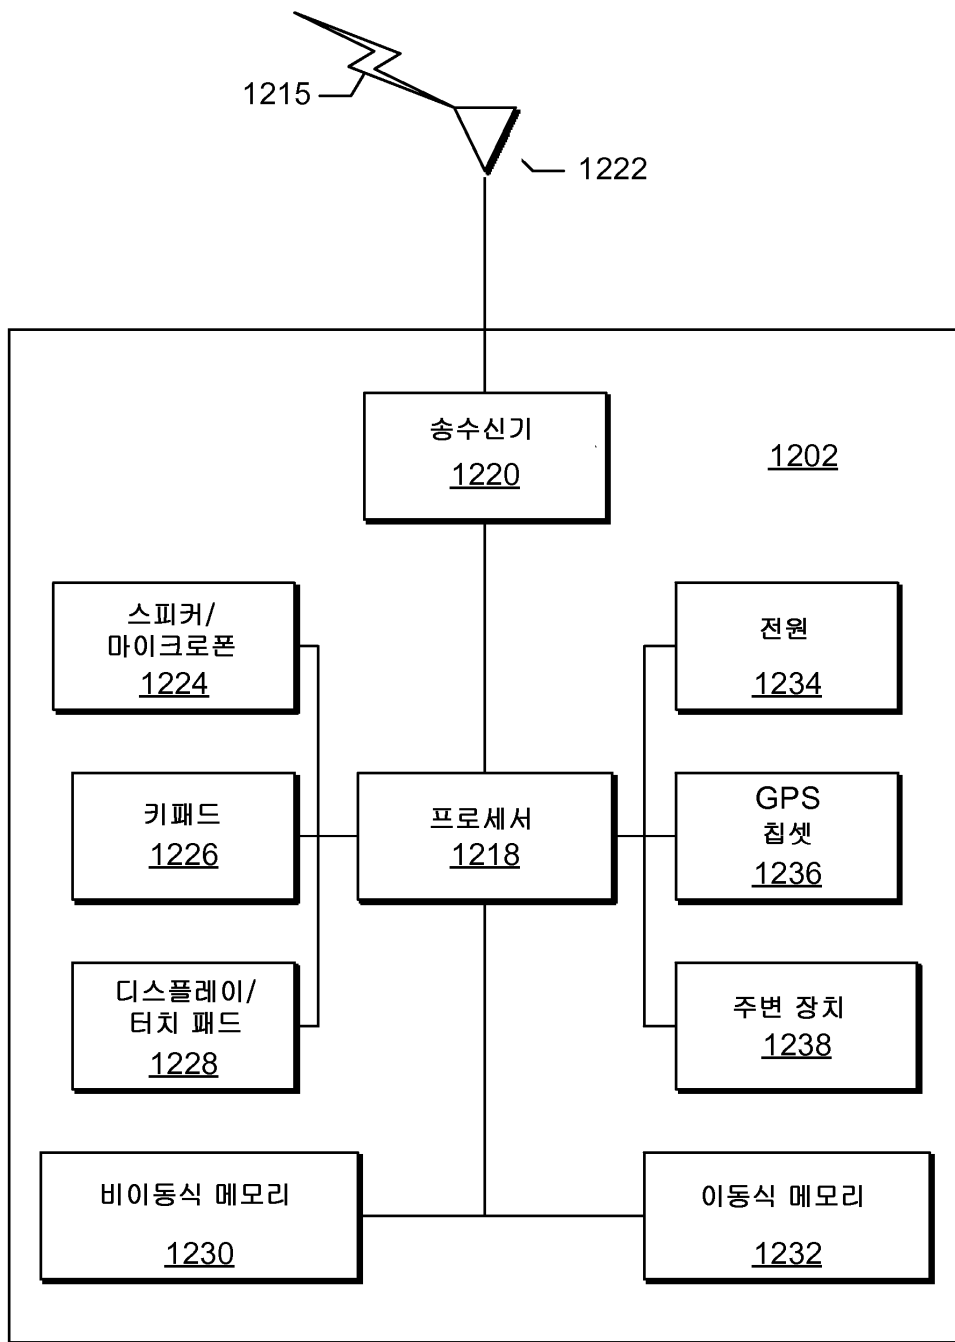 1215
1222
송수신기
1220
1202
스피커/
마이크로폰
1224
전원
1234
키패드
1226
프로세서
1218
GPS
칩셋
1236
디스플레이/
터치 패드
1228
주변 장치
1238
비이동식 메모리
1230
이동식 메모리
1232